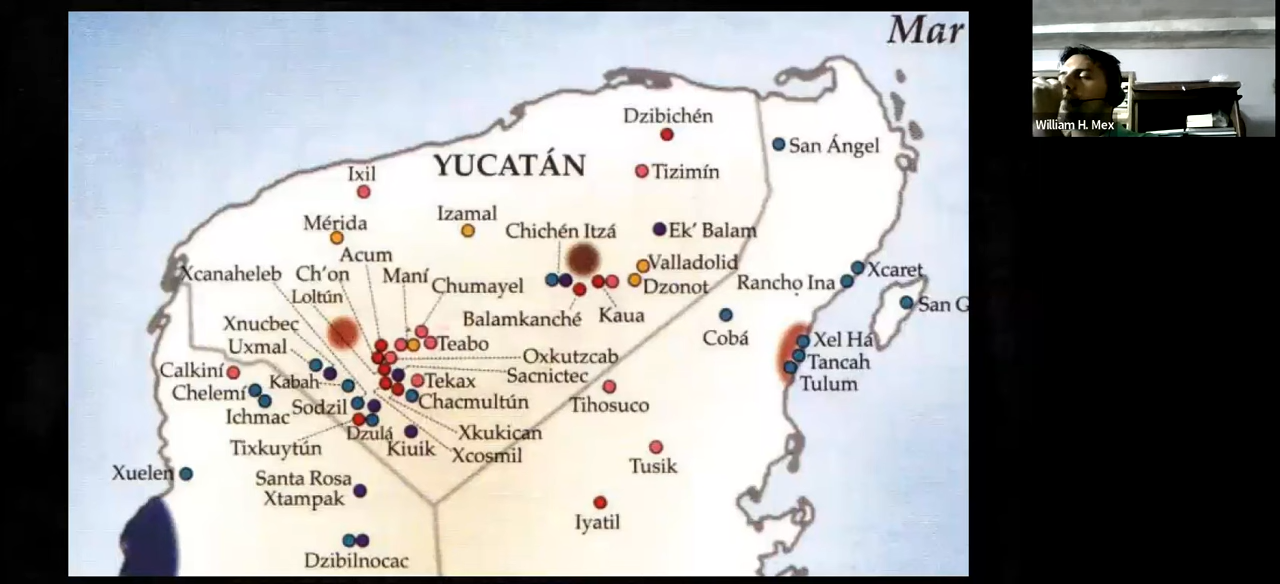 Mar
Dzibichén
San Ángel
YUCATÁN
Ixil
Tizimín
Izamal
Mérida
Chichén Itzá
Ek' Balam
Acum
Valladolid
Xcanaheleb
Ch'on
Maní
Chumayel
Dzonot
Rancho Ina
Xcaret
Loltún
San G
Balamkanché
Kaua
Xnucbec
Cobá
Xel Há
Uxmal
Teabo
Oxkutzcab
Tancah
Calkiní
Sacnictec
Kabah
Tekax
Tulum
Chelemí
Chacmultún
Tihosuco
Ichmac
Sodzil
Dzulá
Xkukican
Tixkuytún
Kiuik
Xcosmil
Tusik
Xuelen
Santa Rosa
Xtampak
Iyatil
Dzibilnocac
William H. Mex